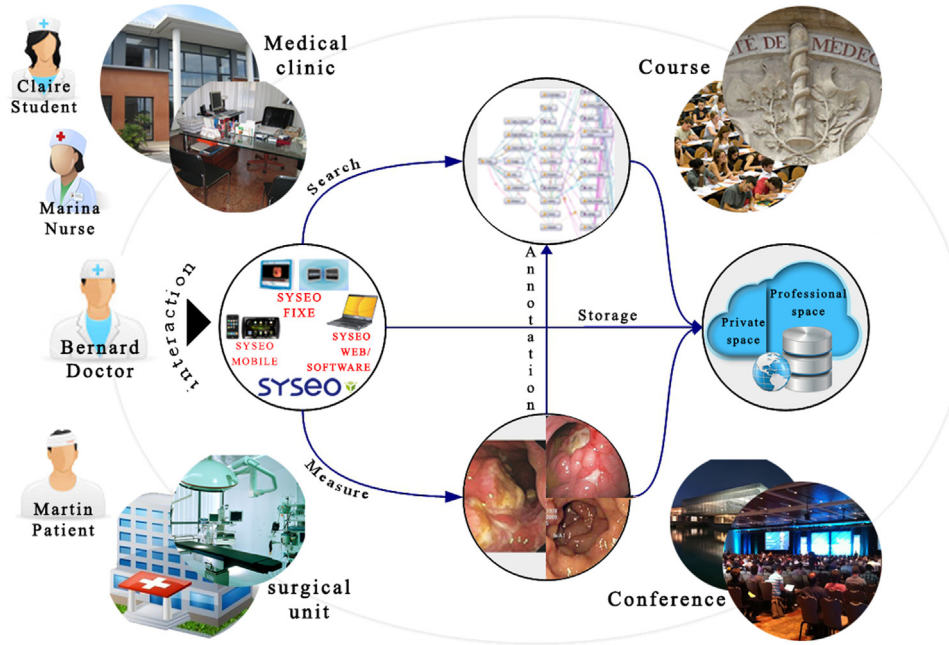 Claire
Student
Marina
Nurse
Bernard
Doctor
Martin
Patient
Medical
clinic
Course
TÉ DE MÉDEC
Search
interaction
SYSEO
FIXE
SYSEO
MOBILE
SYSEO
WEB/
SOFTWARE
SYSEO
Annotation
Storage
Professional
space
Private
space
Measure
surgical
unit
Conference